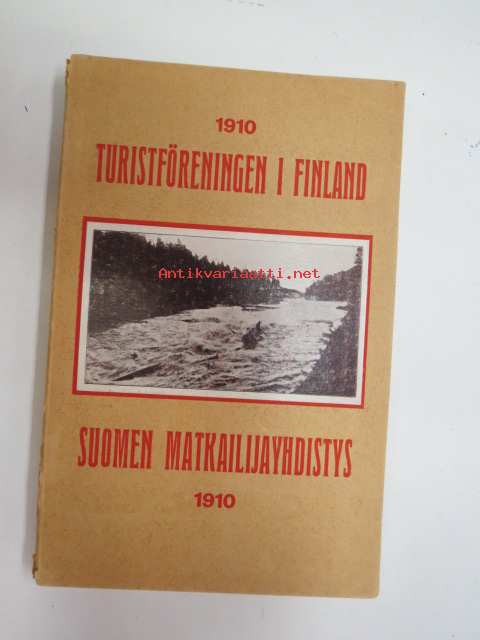 1910
TURISTFÖRENINGEN I FINLAND
Antikvariaatti.net
SUOMEN MATKAILIJAYHDISTYS
1910